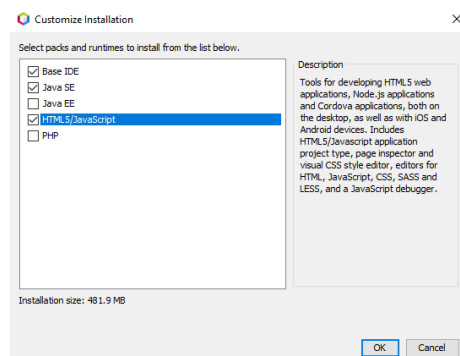 Customize Installation
Select packs and runtimes to install from the list below.
Base IDE
Java SE
Java EE
HTML5/JavaScript
PHP
Description
Tools for developing HTML5 web
applications, Node.js applications
and Cordova applications, both on
the desktop, as well as with iOS and
Android devices. Includes
HTML5/Javascript application
project type, page inspector and
visual CSS style editor, editors for
HTML, JavaScript, CSS, SASS and
LESS, and a JavaScript debugger.
Installation size: 481.9 MB
OK
Cancel